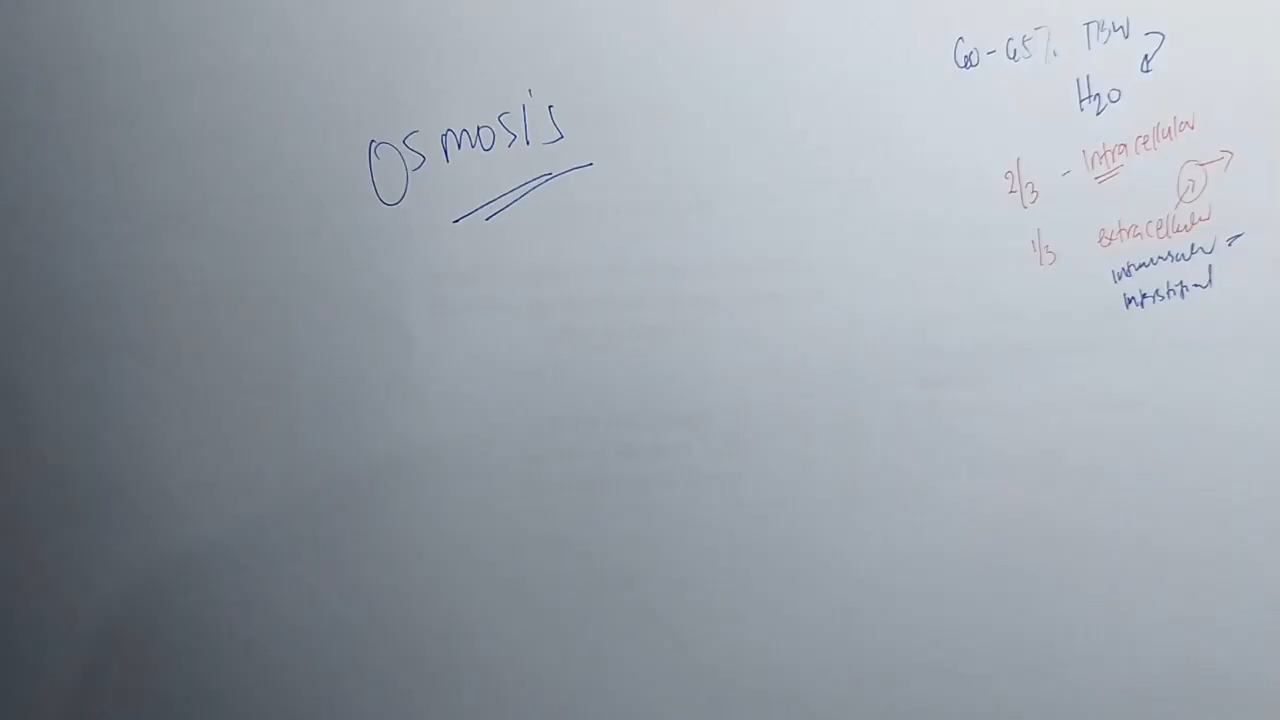 Osmosis
60-65% TBW
H2O
2/3 - Intracellular
1/3 extracellular
intravascular
interstitial